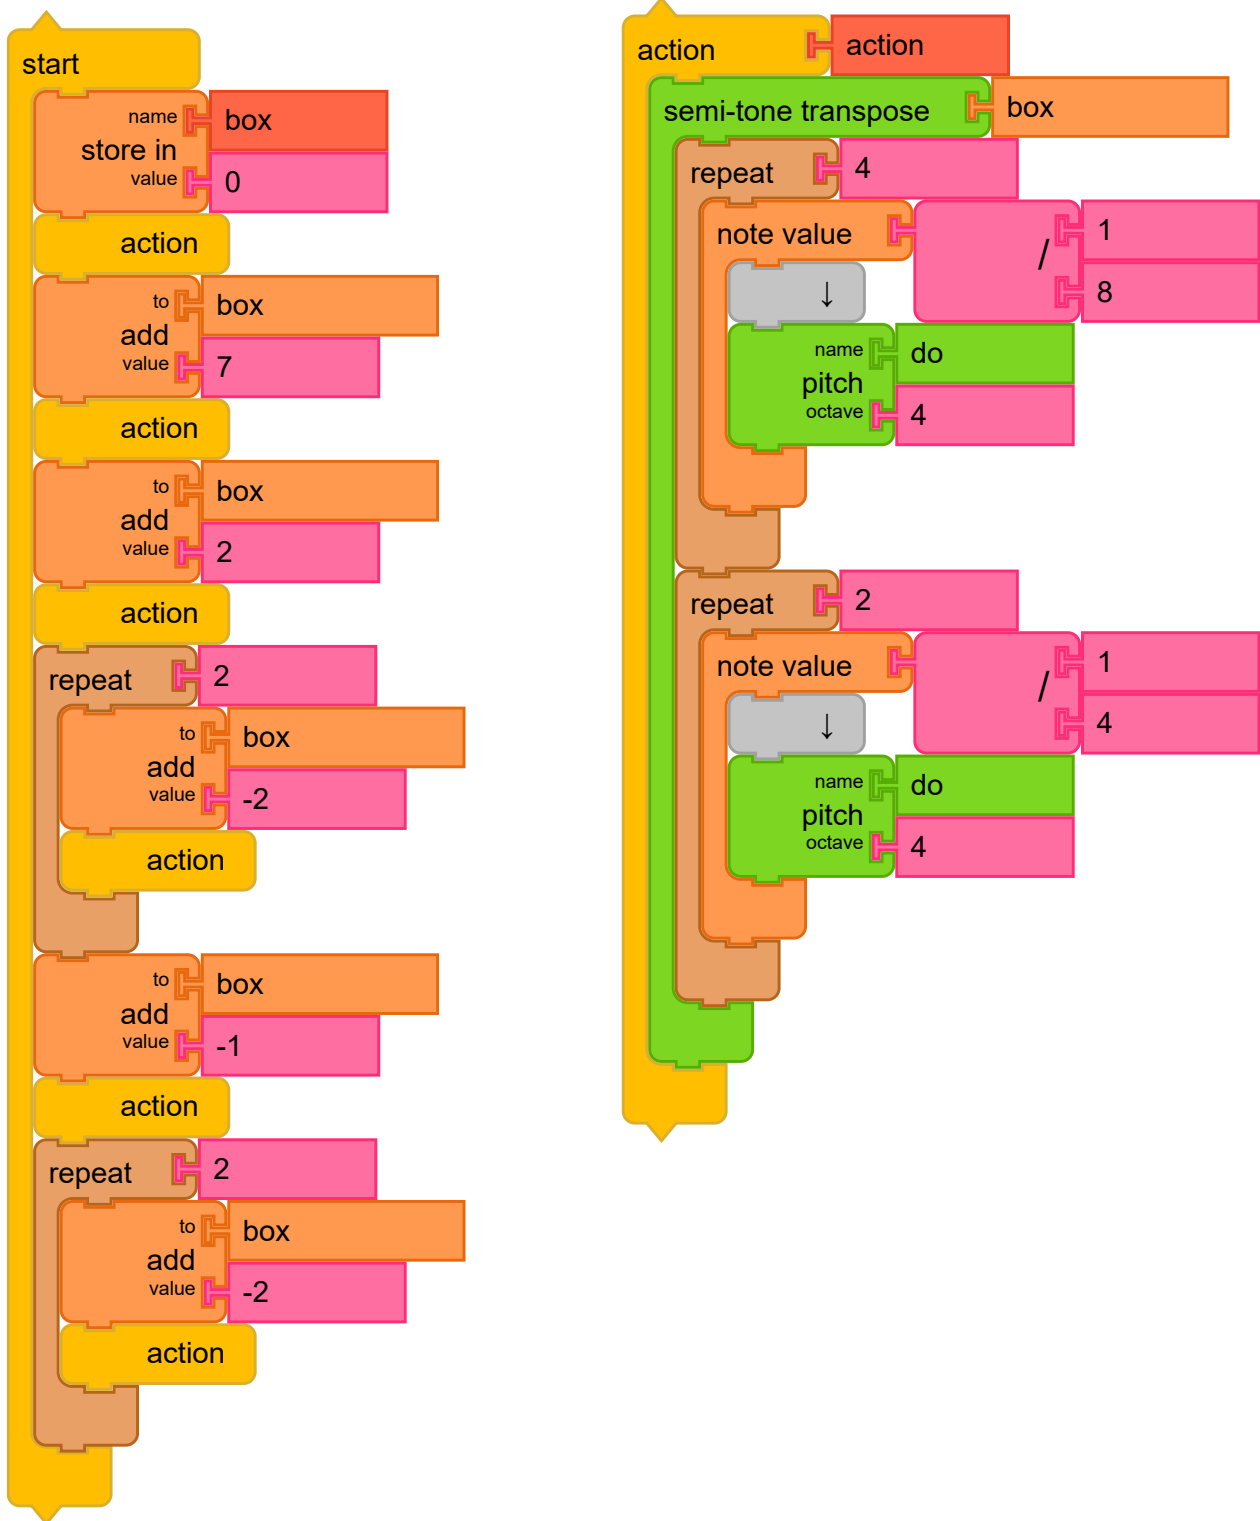 start
name
box
store in
value
0
action
to
box
add
value
7
action
to
box
add
value
2
action
repeat
2
to
box
add
value
-2
action
to
box
add
value
-1
action
repeat
2
to
box
add
value
-2
action
action
action
semi-tone transpose
box
repeat
4
note value
/
1
8
↓
name
do
pitch
octave
4
repeat
2
note value
/
1
4
↓
name
do
pitch
octave
4